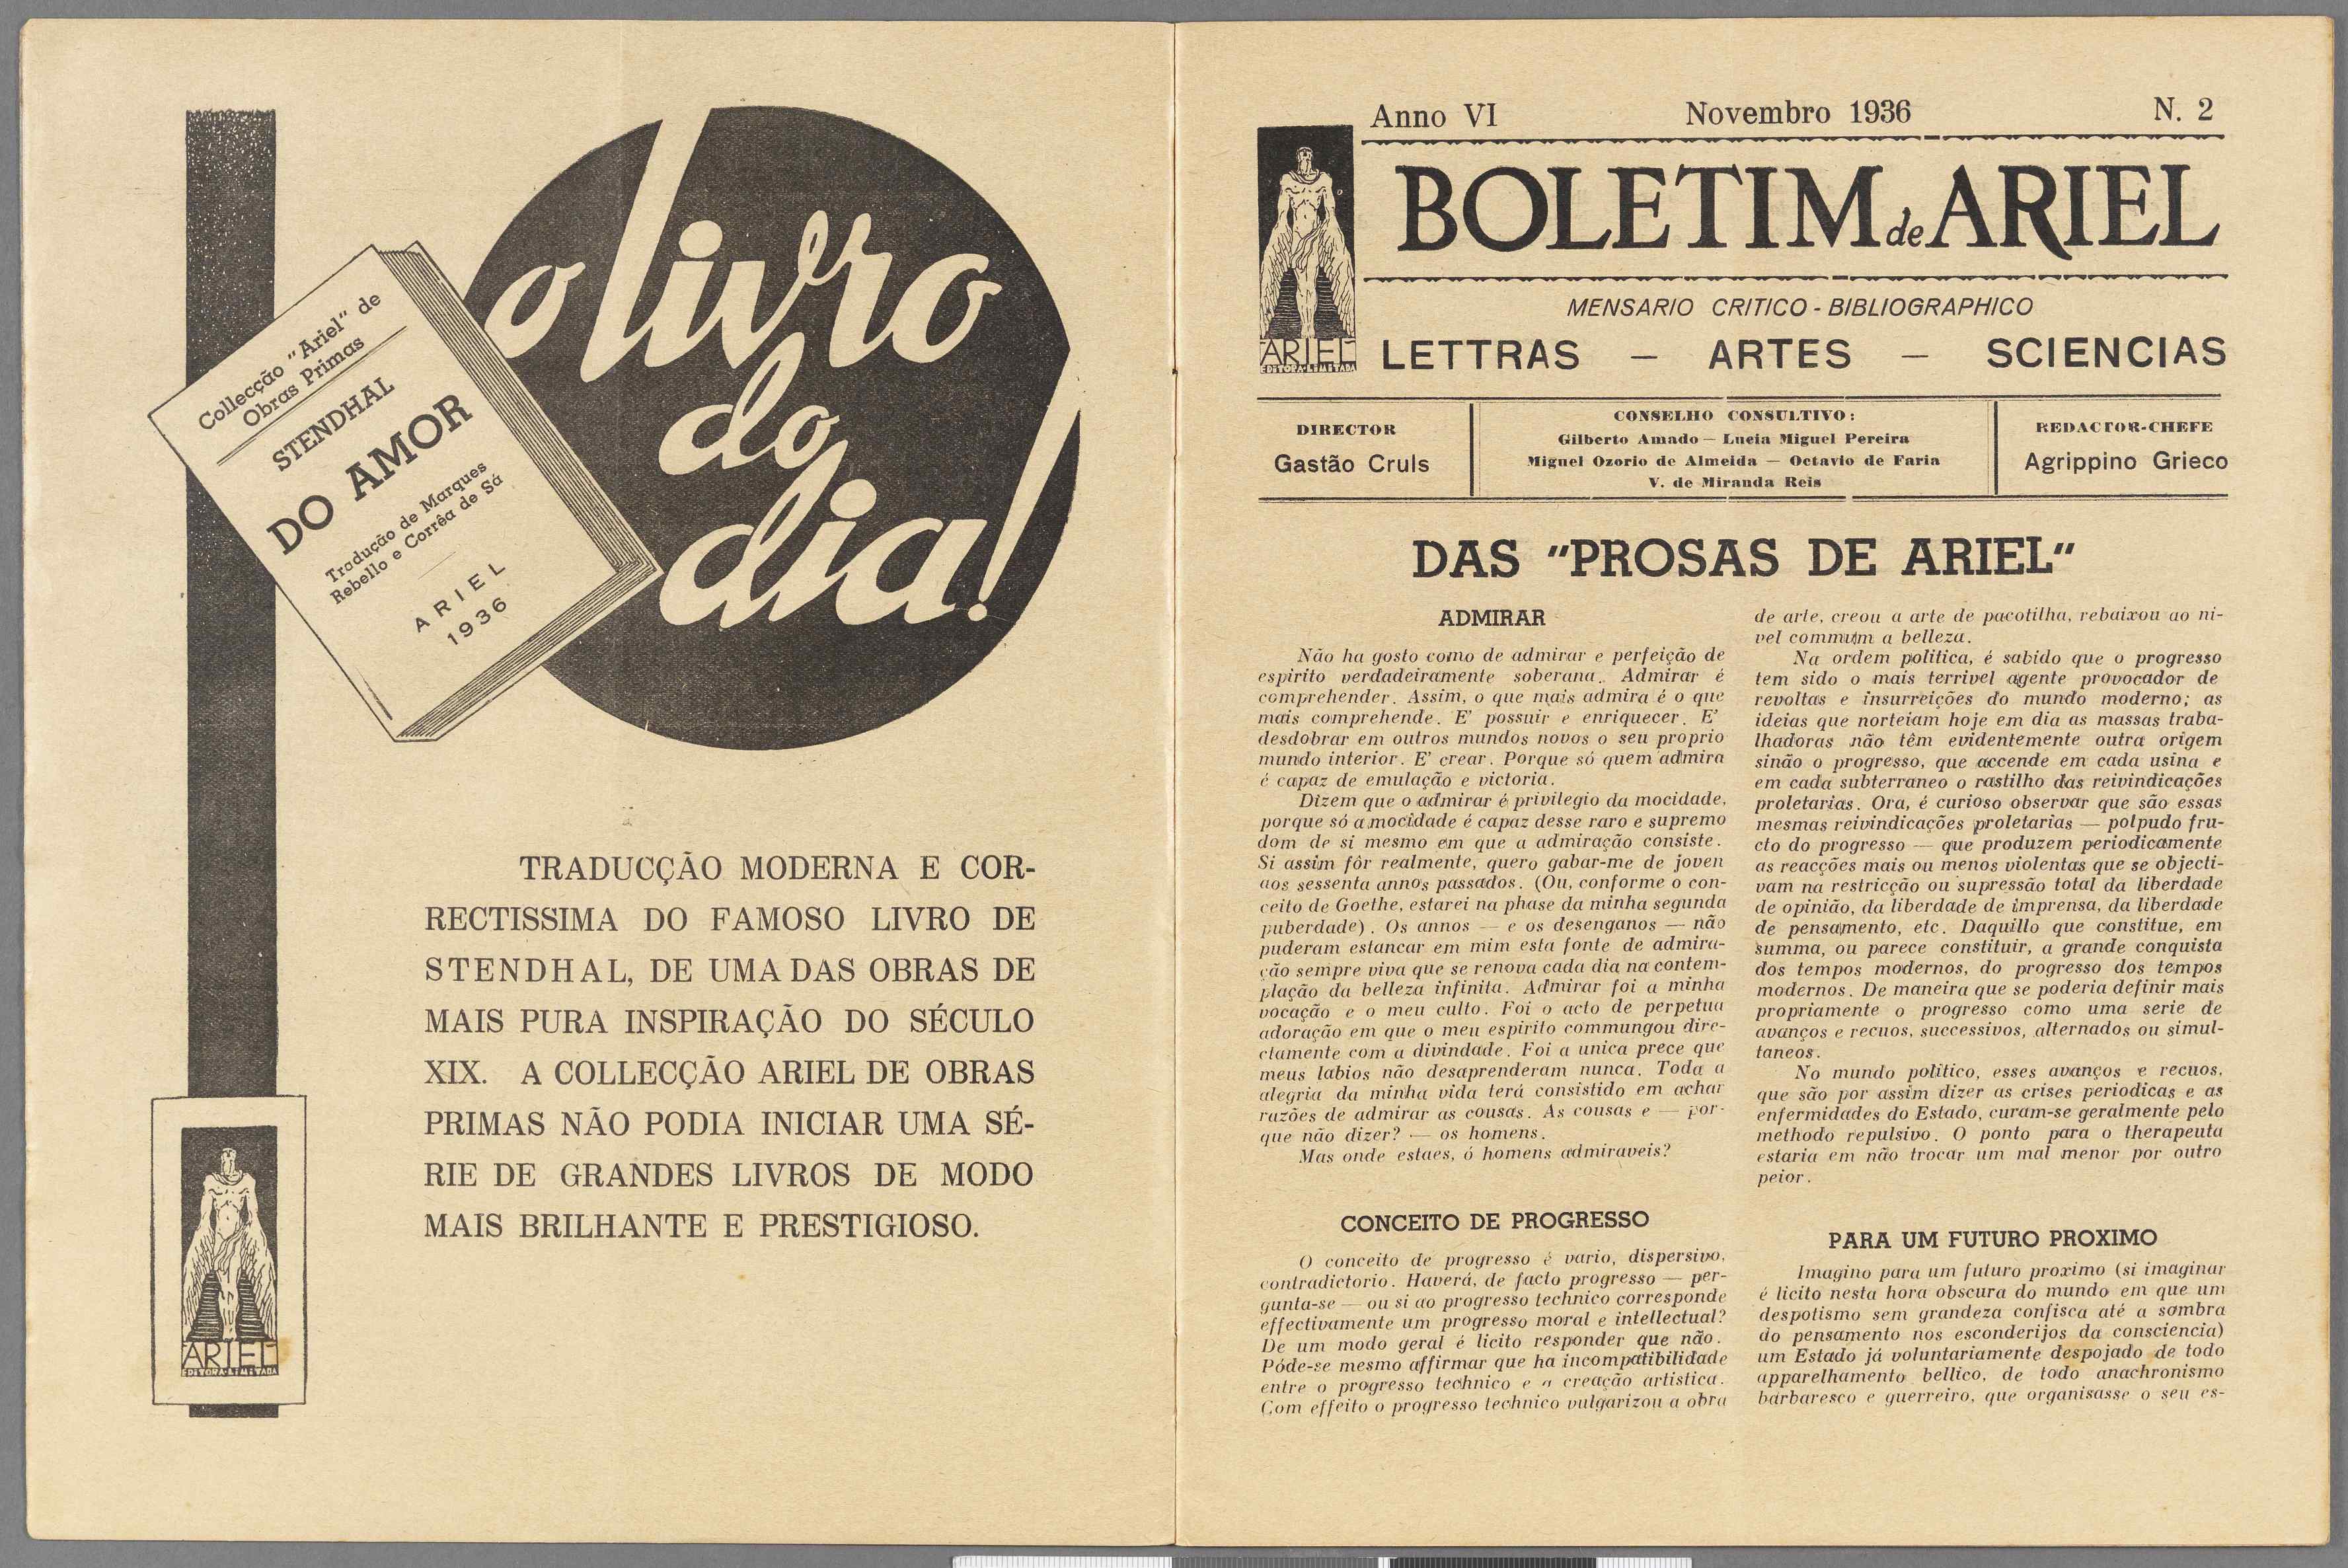 o livro
do
dia!
Collecção "Ariel" de
Obras Primas
STENDHAL
DO AMOR
Tradução de Marques
Rebello e Corrêa de Sá
ARIEL
1936
TRADUCÇÃO MODERNA E COR-
RECTISSIMA DO FAMOSO LIVRO DE
STENDHAL, DE UMA DAS OBRAS DE
MAIS PURA INSPIRAÇÃO DO SÉCULO
XIX. A COLLECÇÃO ARIEL DE OBRAS
PRIMAS NÃO PODIA INICIAR UMA SÉ-
RIE DE GRANDES LIVROS DE MODO
MAIS BRILHANTE E PRESTIGIOSO.
ARIEL
EDITORA LIMITADA
Anno VI Novembro 1936 N. 2
BOLETIM de ARIEL
MENSARIO CRITICO - BIBLIOGRAPHICO
ARIEL
EDITORA LIMITADA
LETTRAS — ARTES — SCIENCIAS
DIRECTOR
Gastão Cruls
CONSELHO CONSULTIVO:
Gilberto Amado — Lucia Miguel Pereira
Miguel Ozorio de Almeida — Octavio de Faria
V. de Miranda Reis
REDACTOR-CHEFE
Agrippino Grieco
DAS "PROSAS DE ARIEL"
ADMIRAR
Não ha gosto como de admirar e perfeição de
espirito verdadeiramente soberana. Admirar é
comprehender. Assim, o que mais admira é o que
mais comprehende. E' possuir e enriquecer. E'
desdobrar em outros mundos novos o seu proprio
mundo interior. E' crear. Porque só quem admira
é capaz de emulação e victoria.
Dizem que o admirar é privilegio da mocidade,
porque só a mocidade é capaz desse raro e supremo
dom de si mesmo em que a admiração consiste.
Si assim fôr realmente, quero gabar-me de joven
aos sessenta annos passados. (Ou, conforme o con-
ceito de Goethe, estarei na phase da minha segunda
puberdade). Os annos — e os desenganos — não
puderam estancar em mim esta fonte de admira-
ção sempre viva que se renova cada dia na contem-
plação da belleza infinita. Admirar foi a minha
vocação e o meu culto. Foi o acto de perpetua
adoração em que o meu espirito commungou dire-
ctamente com a divindade. Foi a unica prece que
meus labios não desaprenderam nunca. Toda a
alegria da minha vida terá consistido em achar
razões de admirar as cousas. As cousas e — por-
que não dizer? — os homens.
Mas onde estaes, ó homens admiraveis?
CONCEITO DE PROGRESSO
O conceito de progresso é vario, dispersivo,
contradictorio. Haverá, de facto progresso — per-
gunta-se — ou si ao progresso technico corresponde
effectivamente um progresso moral e intellectual?
De um modo geral é licito responder que não.
Póde-se mesmo affirmar que ha incompatibilidade
entre o progresso technico e a creação artistica.
Com effeito o progresso technico vulgarizou a obra
de arte, creou a arte de pacotilha, rebaixou ao ni-
vel commum a belleza.
Na ordem politica, é sabido que o progresso
tem sido o mais terrivel agente provocador de
revoltas e insurreições do mundo moderno; as
ideias que norteiam hoje em dia as massas traba-
lhadoras não têm evidentemente outra origem
sinão o progresso, que accende em cada usina e
em cada subterraneo o rastilho das reivindicações
proletarias. Ora, é curioso observar que são essas
mesmas reivindicações proletarias — polpudo fru-
cto do progresso — que produzem periodicamente
as reacções mais ou menos violentas que se objecti-
vam na restricção ou supressão total da liberdade
de opinião, da liberdade de imprensa, da liberdade
de pensamento, etc. Daquillo que constitue, em
summa, ou parece constituir, a grande conquista
dos tempos modernos, do progresso dos tempos
modernos. De maneira que se poderia definir mais
propriamente o progresso como uma serie de
avanços e recuos, successivos, alternados ou simul-
taneos.
No mundo politico, esses avanços e recuos,
que são por assim dizer as crises periodicas e as
enfermidades do Estado, curam-se geralmente pelo
methodo repulsivo. O ponto para o therapeuta
estaria em não trocar um mal menor por outro
peior.
PARA UM FUTURO PROXIMO
Imagino para um futuro proximo (si imaginar
é licito nesta hora obscura do mundo em que um
despotismo sem grandeza confisca até a sombra
do pensamento nos esconderijos da consciencia)
um Estado já voluntariamente despojado de todo
apparelhamento bellico, de todo anachronismo
barbaresco e guerreiro, que organisasse o seu es-